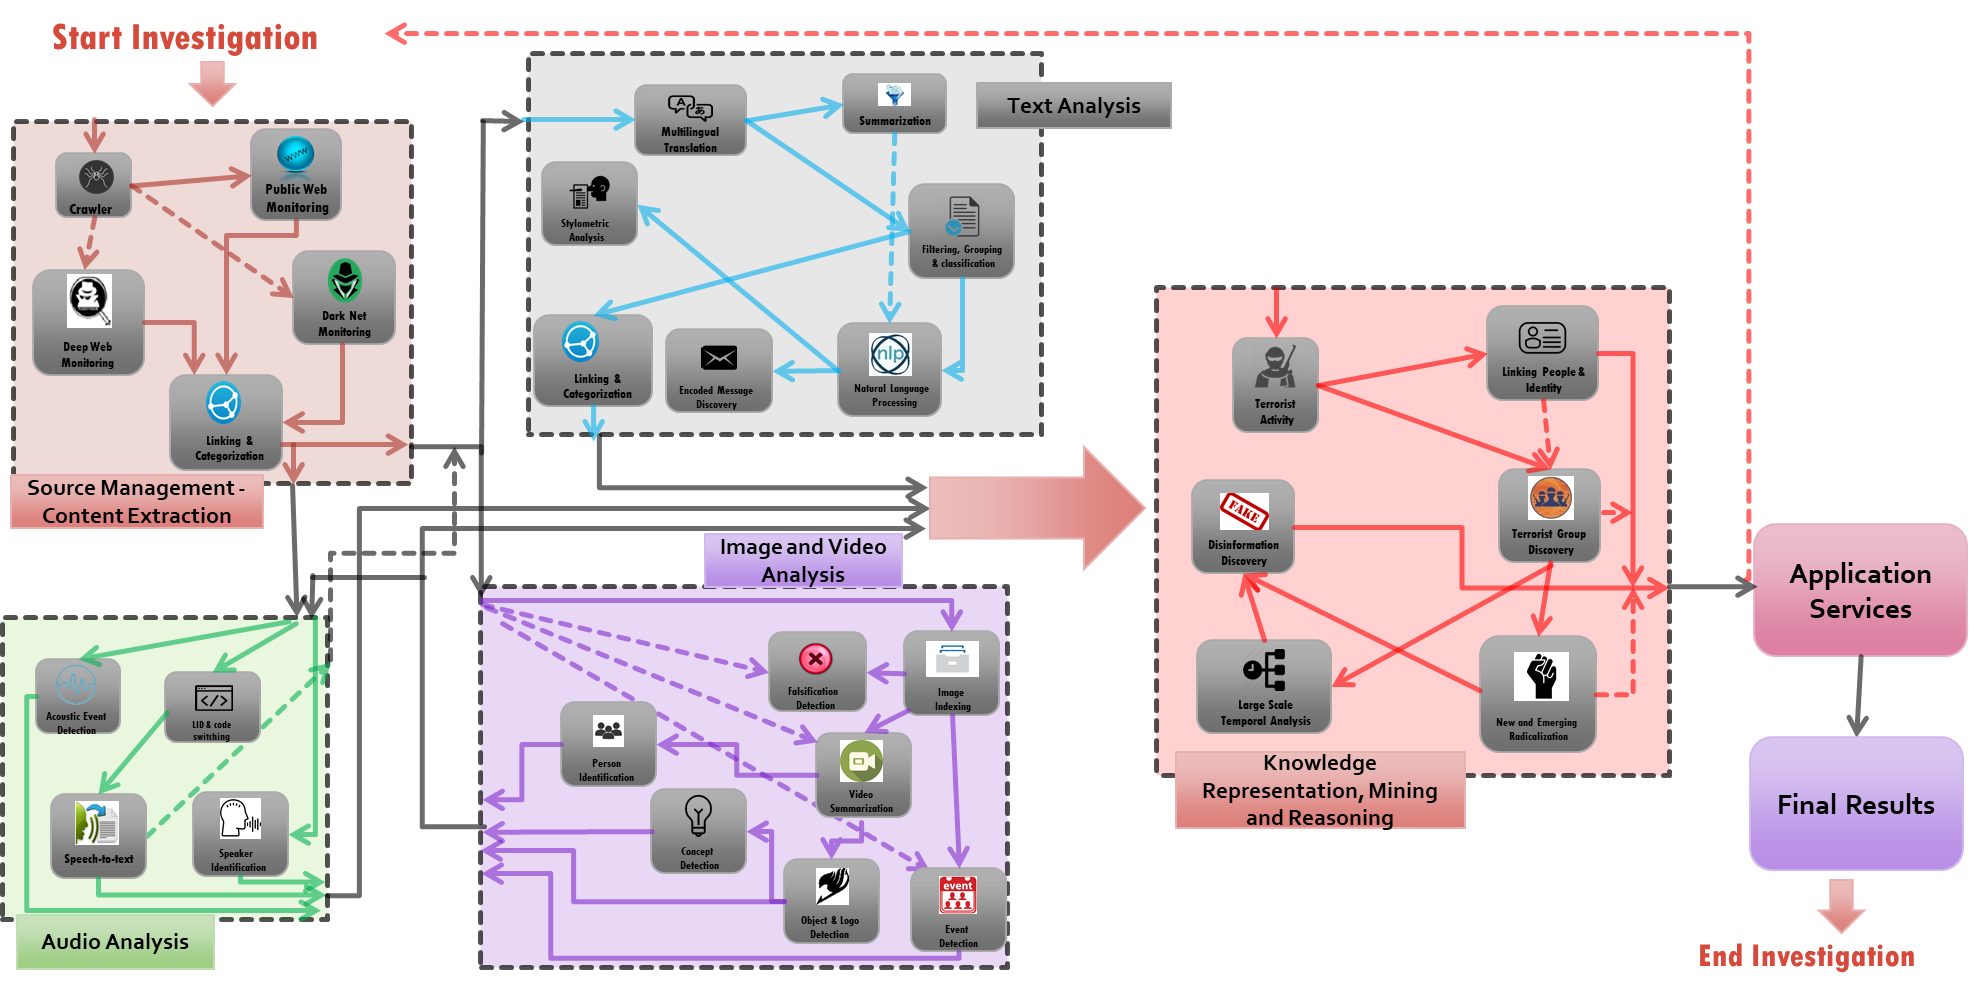 Start Investigation
Crawler
Public Web
Monitoring
www
Deep Web
Monitoring
Dark Net
Monitoring
Linking &
Categorization
Source Management -
Content Extraction
Text Analysis
A
あ
Multilingual
Translation
Summarization
Stylometric
Analysis
Filtering, Grouping
& classification
Linking &
Categorization
Encoded Message
Discovery
nlp
Natural Language
Processing
Audio Analysis
Acoustic Event
Detection
</>
LID & code
switching
Speech-to-text
Speaker
Identification
Image and Video
Analysis
Falsification
Detection
Image
Indexing
Person
Identification
Video
Summarization
Concept
Detection
Object & Logo
Detection
event
Event
Detection
Terrorist
Activity
Linking People &
Identity
FAKE
Disinformation
Discovery
Terrorist Group
Discovery
Large Scale
Temporal Analysis
New and Emerging
Radicalization
Knowledge
Representation, Mining
and Reasoning
Application
Services
Final Results
End Investigation